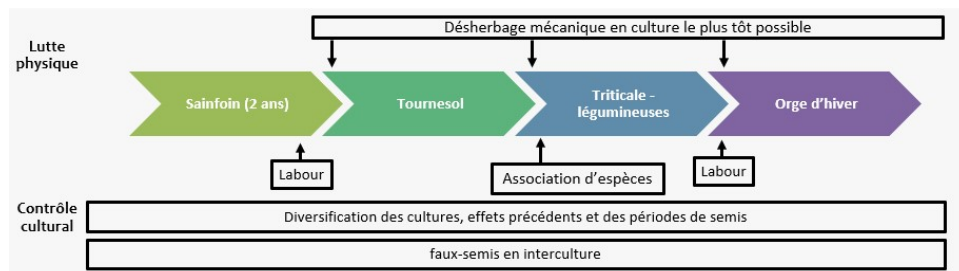 Désherbage mécanique en culture le plus tôt possible
Lutte
physique
Sainfoin (2 ans)
Tournesol
Triticale -
légumineuses
Orge d'hiver
Labour
Association d'espèces
Labour
Contrôle
cultural
Diversification des cultures, effets précédents et des périodes de semis
faux-semis en interculture